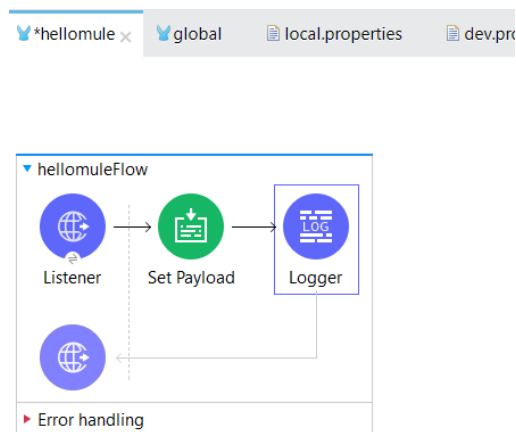 *hellomule
global
local.properties
dev.pro
hellomuleFlow
LOG
Listener
Set Payload
Logger
Error handling